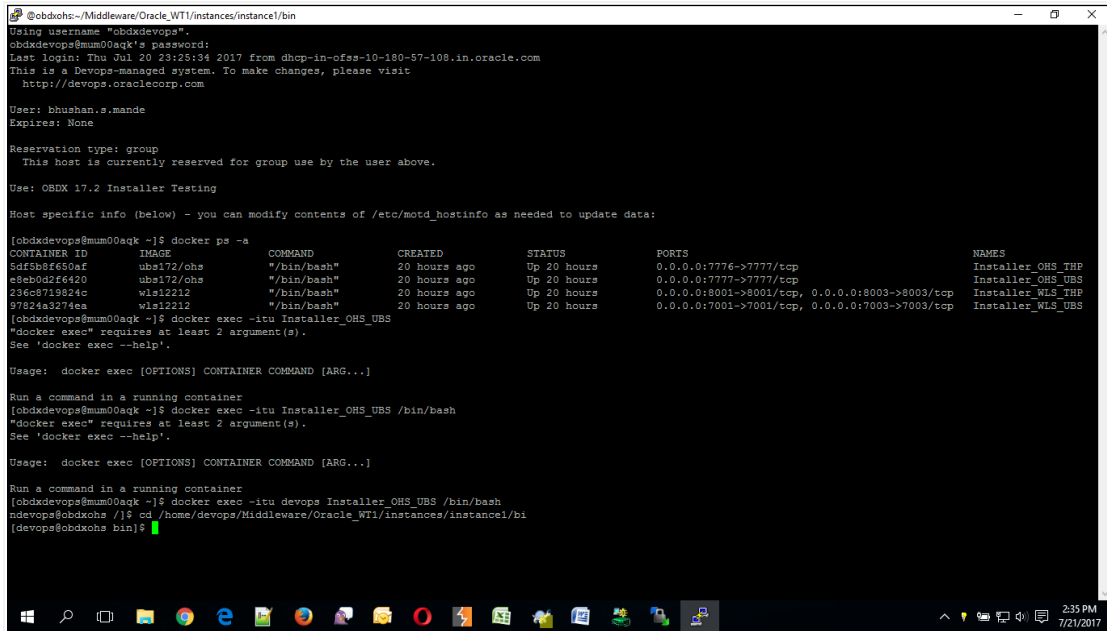 @obdxohs:~/Middleware/Oracle_WT1/instances/instance1/bin
Using username "obdxdevops".
obdxdevops@mum00aqk's password:
Last login: Thu Jul 20 23:25:34 2017 from dhcp-in-ofss-10-180-57-108.in.oracle.com
This is a Devops-managed system. To make changes, please visit
  http://devops.oraclecorp.com
User: bhushan.s.mande
Expires: None
Reservation type: group
  This host is currently reserved for group use by the user above.
Use: OBDX 17.2 Installer Testing
Host specific info (below) - you can modify contents of /etc/motd_hostinfo as needed to update data:
[obdxdevops@mum00aqk ~]$ docker ps -a
CONTAINER ID        IMAGE               COMMAND             CREATED             STATUS              PORTS                                            NAMES
5df5b8f650af        ubs172/ohs          "/bin/bash"         20 hours ago        Up 20 hours         0.0.0.0:7776->7777/tcp                           Installer_OHS_THP
e8eb0d2f6420        ubs172/ohs          "/bin/bash"         20 hours ago        Up 20 hours         0.0.0.0:7777->7777/tcp                           Installer_OHS_UBS
236c8719824c        wls12212            "/bin/bash"         20 hours ago        Up 20 hours         0.0.0.0:8001->8001/tcp, 0.0.0.0:8003->8003/tcp   Installer_WLS_THP
97824a3274ea        wls12212            "/bin/bash"         20 hours ago        Up 20 hours         0.0.0.0:7001->7001/tcp, 0.0.0.0:7003->7003/tcp   Installer_WLS_UBS
[obdxdevops@mum00aqk ~]$ docker exec -itu Installer_OHS_UBS
"docker exec" requires at least 2 argument(s).
See 'docker exec --help'.
Usage:  docker exec [OPTIONS] CONTAINER COMMAND [ARG...]
Run a command in a running container
[obdxdevops@mum00aqk ~]$ docker exec -itu Installer_OHS_UBS /bin/bash
"docker exec" requires at least 2 argument(s).
See 'docker exec --help'.
Usage:  docker exec [OPTIONS] CONTAINER COMMAND [ARG...]
Run a command in a running container
[obdxdevops@mum00aqk ~]$ docker exec -itu devops Installer_OHS_UBS /bin/bash
ndevops@obdxohs /]$ cd /home/devops/Middleware/Oracle_WT1/instances/instance1/bi
[devops@obdxohs bin]$
2:35 PM
7/21/2017